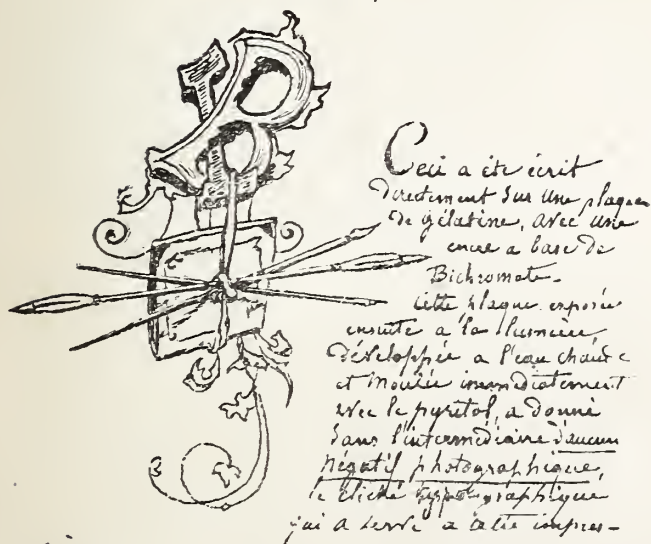 Ceci a été écrit
directement sur une plaque
de gélatine, avec une
encre a base de
Bichromate.
Cette plaque exposée
ensuite a la lumière,
développée a l'eau chaude
et moulée immédiatement
avec le pyritol, a donné
sans l'intermédiaire d'aucun
négatif photographique,
le cliché typographique
qui a servi a cette impres-